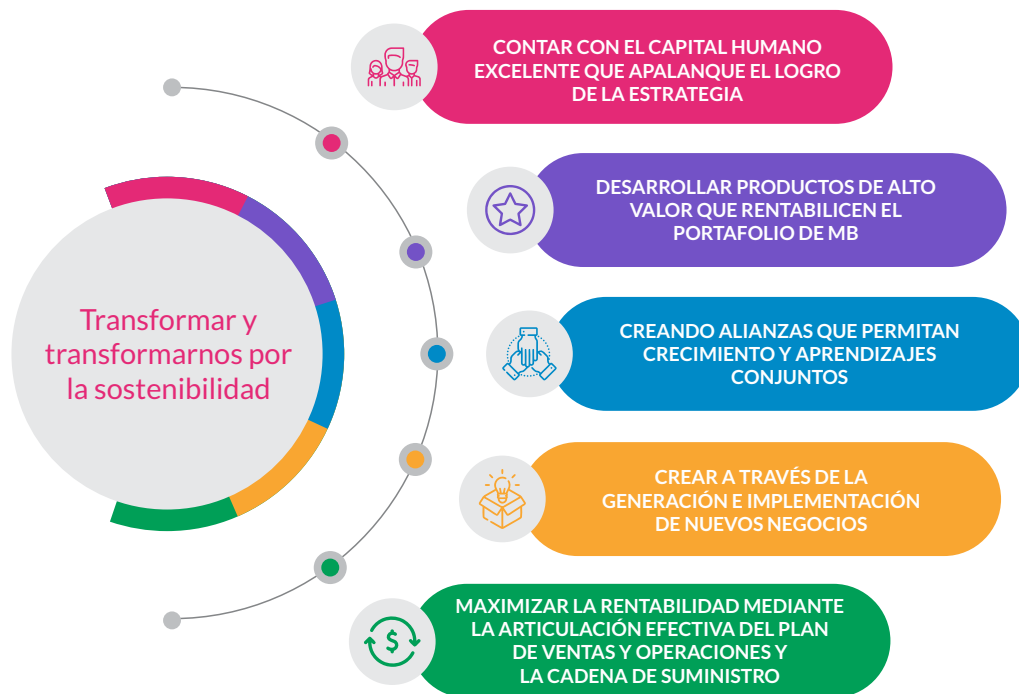 CONTAR CON EL CAPITAL HUMANO
EXCELENTE QUE APALANQUE EL LOGRO
DE LA ESTRATEGIA
DESARROLLAR PRODUCTOS DE ALTO
VALOR QUE RENTABILICEN EL
PORTAFOLIO DE MB
Transformar y
transformarnos por
la sostenibilidad
CREANDO ALIANZAS QUE PERMITAN
CRECIMIENTO Y APRENDIZAJES
CONJUNTOS
CREAR A TRAVÉS DE LA
GENERACIÓN E IMPLEMENTACIÓN
DE NUEVOS NEGOCIOS
MAXIMIZAR LA RENTABILIDAD MEDIANTE
LA ARTICULACIÓN EFECTIVA DEL PLAN
DE VENTAS Y OPERACIONES Y
LA CADENA DE SUMINISTRO
$